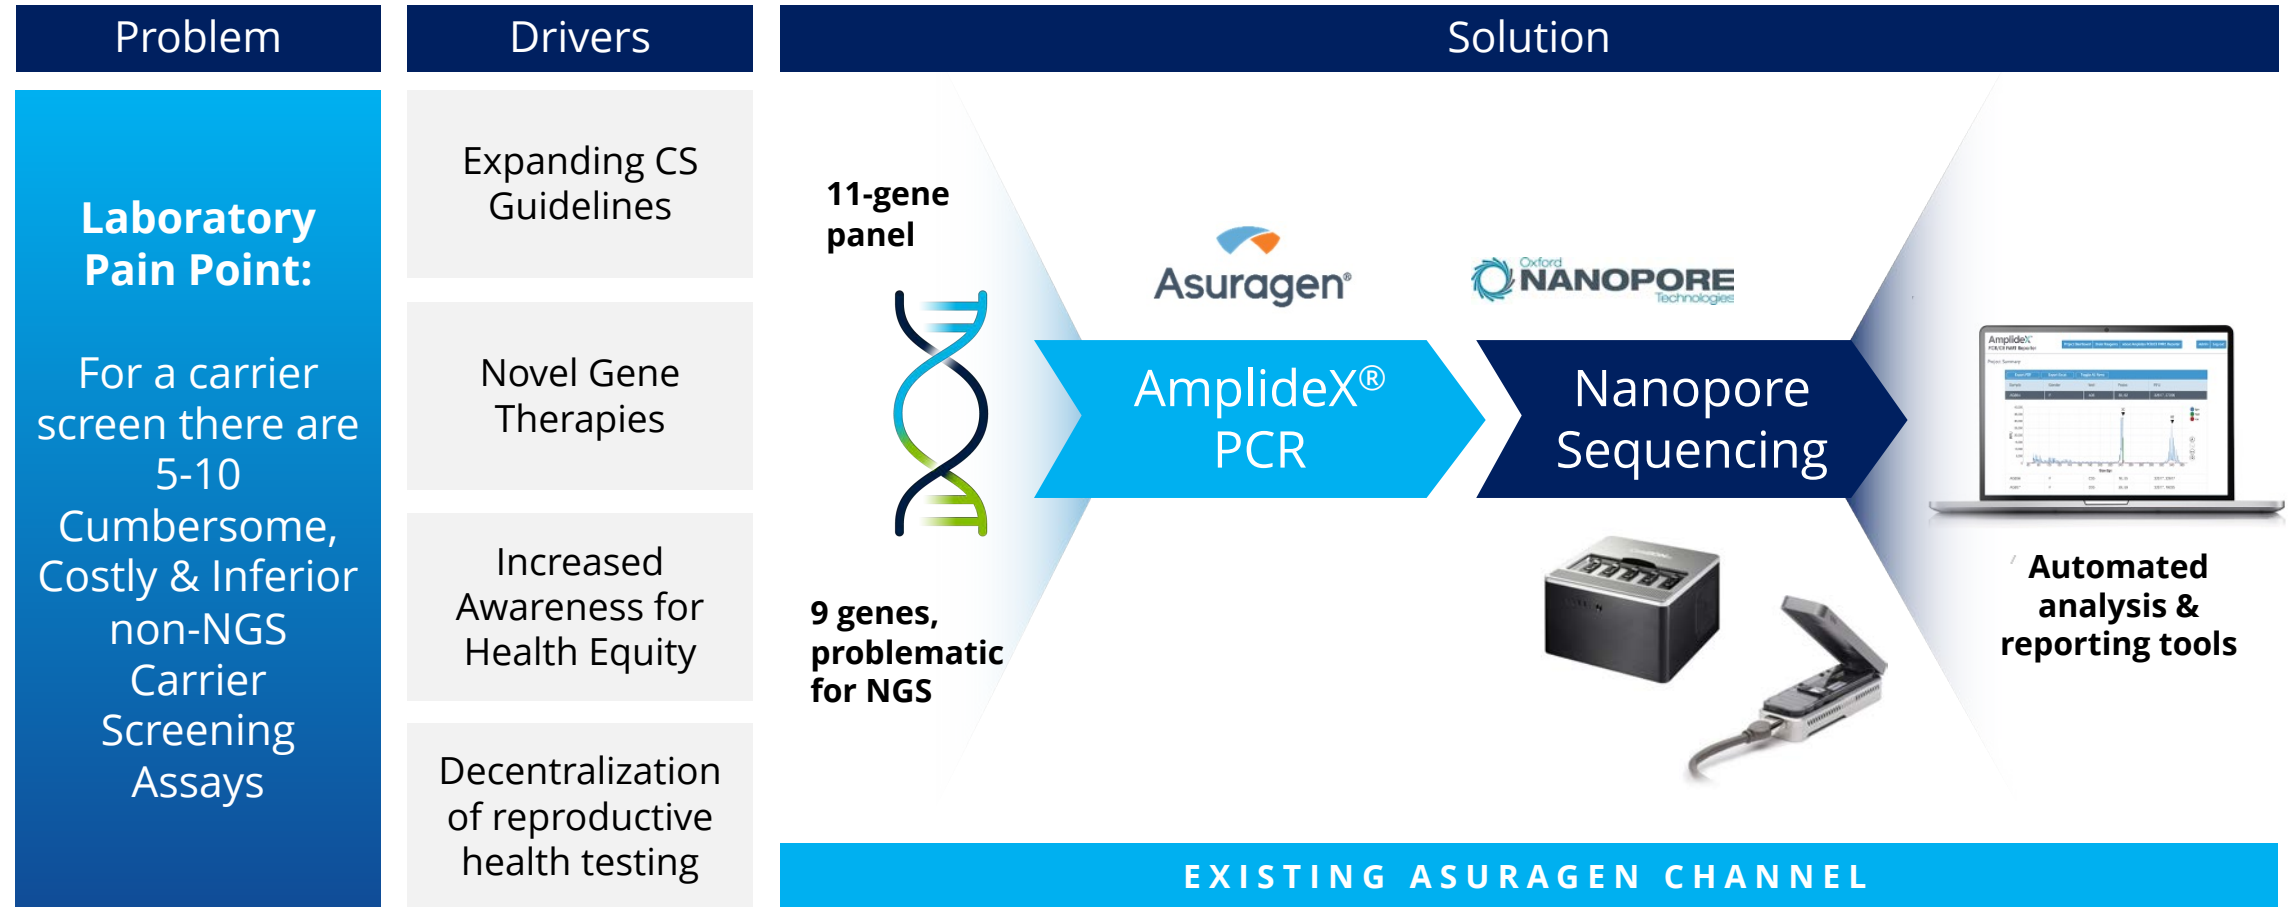 Problem
Drivers
Solution
Laboratory
Pain Point:
For a carrier
screen there are
5-10
Cumbersome,
Costly & Inferior
non-NGS
Carrier
Screening
Assays
Expanding CS
Guidelines
Novel Gene
Therapies
Increased
Awareness for
Health Equity
Decentralization
of reproductive
health testing
11-gene
panel
9 genes,
problematic
for NGS
Asuragen®
Oxford
NANOPORE
Technologies
AmplideX®
PCR
Nanopore
Sequencing
AmplideX
Automated
analysis &
reporting tools
EXISTING ASURAGEN CHANNEL